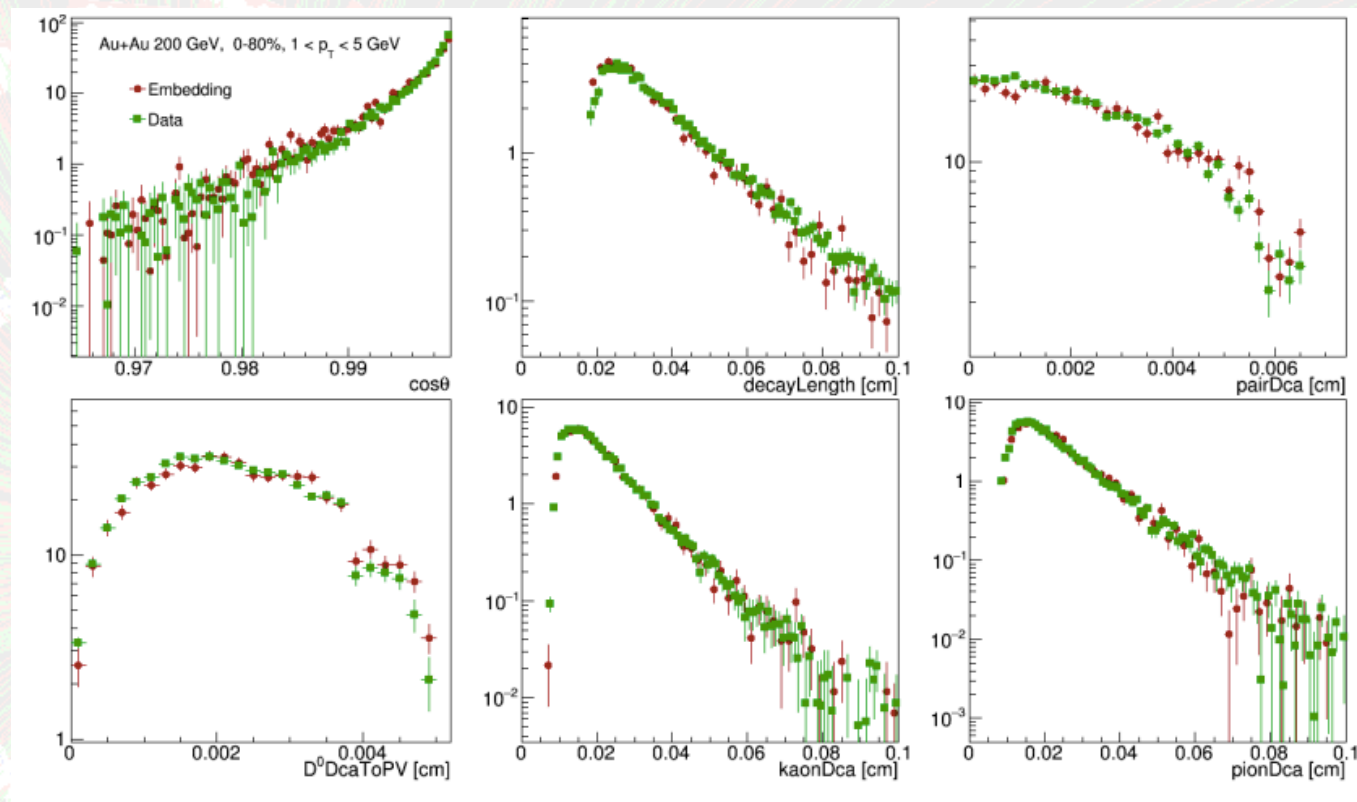 10²
10
1
10⁻¹
10⁻²
Au+Au 200 GeV, 0-80%, 1 < p_T < 5 GeV
Embedding
Data
0.97 0.98 0.99
cosθ
1
10⁻¹
0 0.02 0.04 0.06 0.08 0.1
decayLength [cm]
10
0 0.002 0.004 0.006
pairDca [cm]
10
1
0 0.002 0.004
D⁰DcaToPV [cm]
10
1
10⁻¹
10⁻²
0 0.02 0.04 0.06 0.08 0.1
kaonDca [cm]
10
1
10⁻¹
10⁻²
10⁻³
0 0.02 0.04 0.06 0.08 0.1
pionDca [cm]